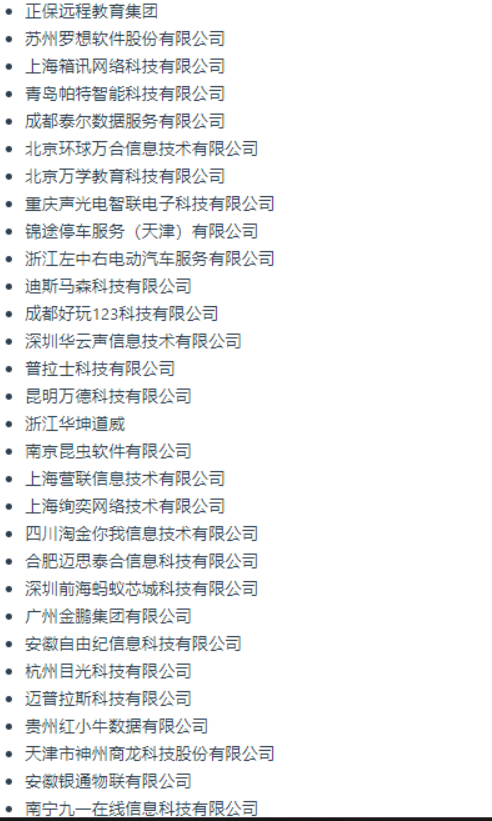 正保远程教育集团
苏州罗想软件股份有限公司
上海箱讯网络科技有限公司
青岛帕特智能科技有限公司
成都泰尔数据服务有限公司
北京环球万合信息技术有限公司
北京万学教育科技有限公司
重庆声光电智联电子科技有限公司
锦途停车服务（天津）有限公司
浙江左中右电动汽车服务有限公司
迪斯马森科技有限公司
成都好玩123科技有限公司
深圳华云声信息技术有限公司
普拉士科技有限公司
昆明万德科技有限公司
浙江华坤道威
南京昆虫软件有限公司
上海营联信息技术有限公司
上海绚奕网络技术有限公司
四川淘金你我信息技术有限公司
合肥迈思泰合信息科技有限公司
深圳前海蚂蚁芯城科技有限公司
广州金鹏集团有限公司
安徽自由纪信息科技有限公司
杭州目光科技有限公司
迈普拉斯科技有限公司
贵州红小牛数据有限公司
天津市神州商龙科技股份有限公司
安徽银通物联有限公司
南宁九一在线信息科技有限公司